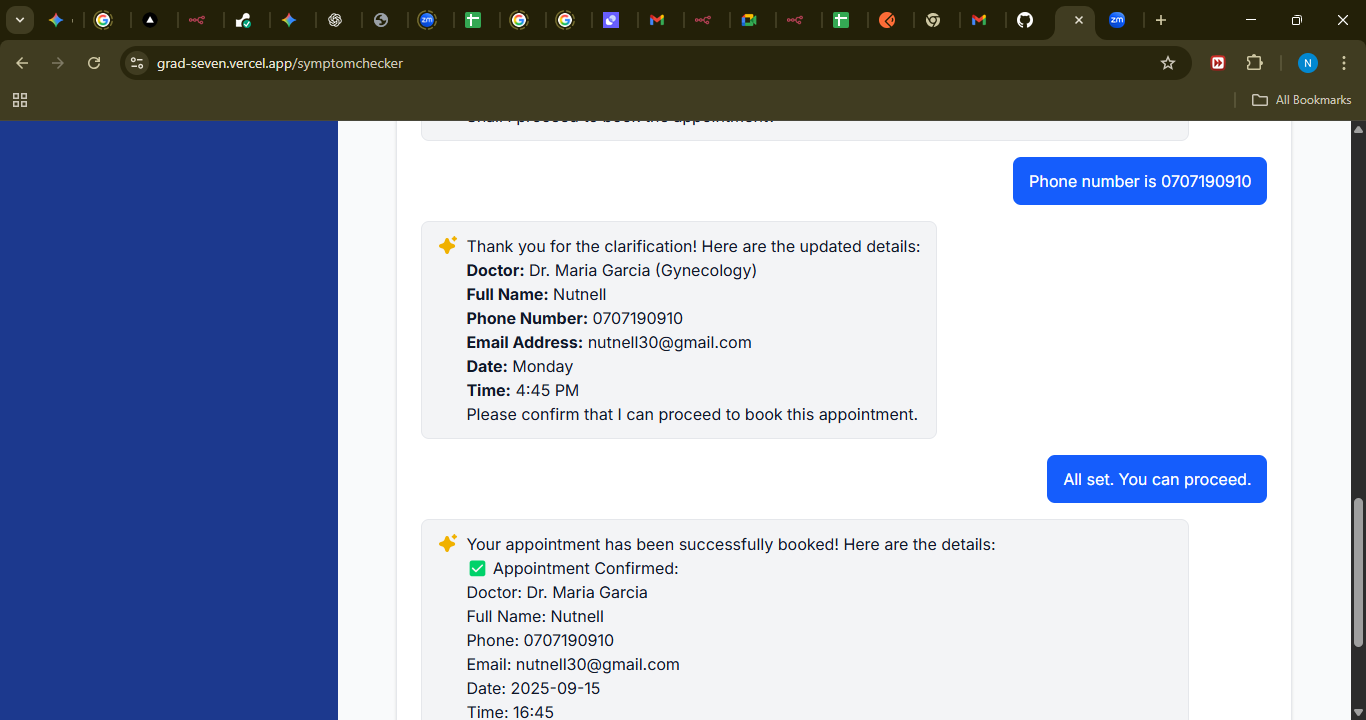 grad-seven.vercel.app/symptomchecker
N
All Bookmarks
Phone number is 0707190910
Thank you for the clarification! Here are the updated details:
Doctor: Dr. Maria Garcia (Gynecology)
Full Name: Nutnell
Phone Number: 0707190910
Email Address: nutnell30@gmail.com
Date: Monday
Time: 4:45 PM
Please confirm that I can proceed to book this appointment.
All set. You can proceed.
Your appointment has been successfully booked! Here are the details:
✅ Appointment Confirmed:
Doctor: Dr. Maria Garcia
Full Name: Nutnell
Phone: 0707190910
Email: nutnell30@gmail.com
Date: 2025-09-15
Time: 16:45